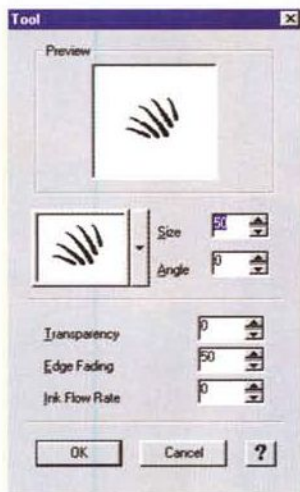 Tool
Preview
Size 50
Angle 0
Transparency 0
Edge Fading 50
Ink Flow Rate 0
OK Cancel ?